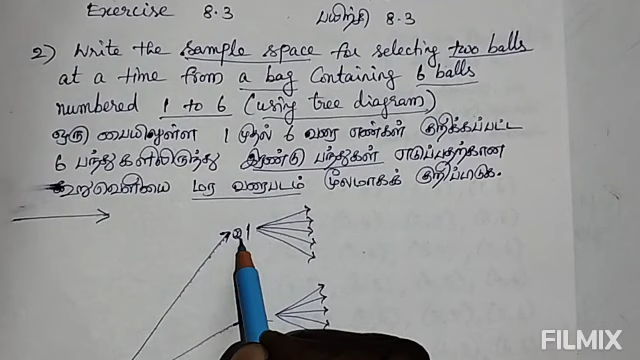 Exercise 8.3 பயிற்சி 8.3
2) Write the sample space for selecting two balls
at a time from a bag containing 6 balls
numbered 1 to 6 (using tree diagram)
ஒரு பையிலுள்ள 1 முதல் 6 வரை எண்கள் குறிக்கப்பட்ட
6 பந்துகளிலிருந்து இரண்டு பந்துகள் எடுப்பதற்கான
கூறுவெளியை மர வரைபடம் மூலமாகக் குறிப்பிடுக.
1
FILMIX